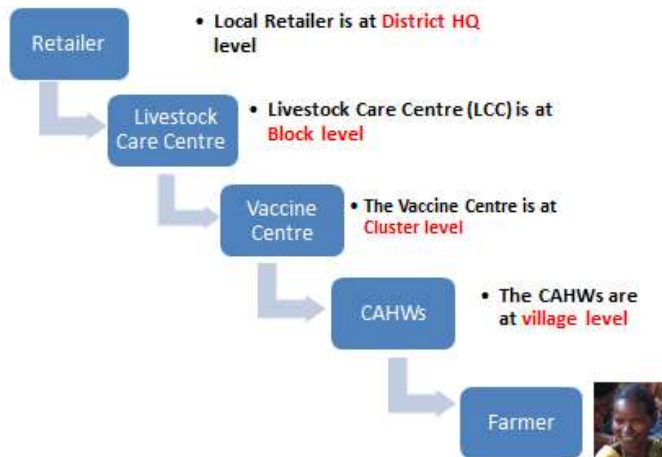 Retailer
• Local Retailer is at District HQ
level
Livestock
Care Centre
• Livestock Care Centre (LCC) is at
Block level
Vaccine
Centre
• The Vaccine Centre is at
Cluster level
CAHWs
• The CAHWs are
at village level
Farmer